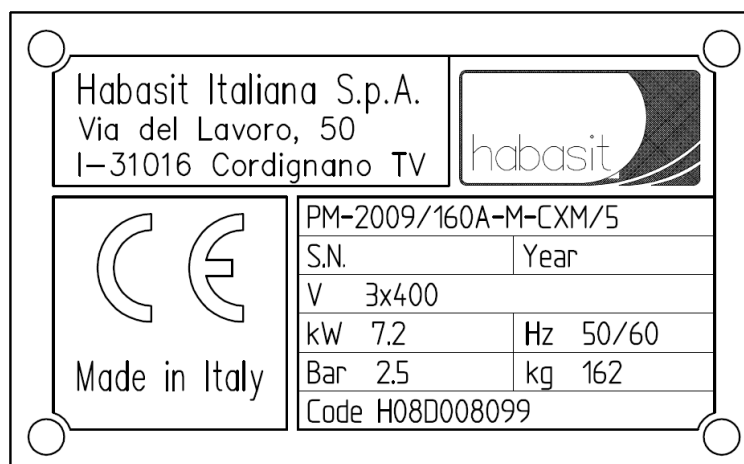 Habasit Italiana S.p.A.
Via del Lavoro, 50
I-31016 Cordignano TV
habasit
CE
Made in Italy
PM-2009/160A-M-CXM/5
S.N. Year
V 3x400
kW 7.2 Hz 50/60
Bar 2.5 kg 162
Code H08D008099